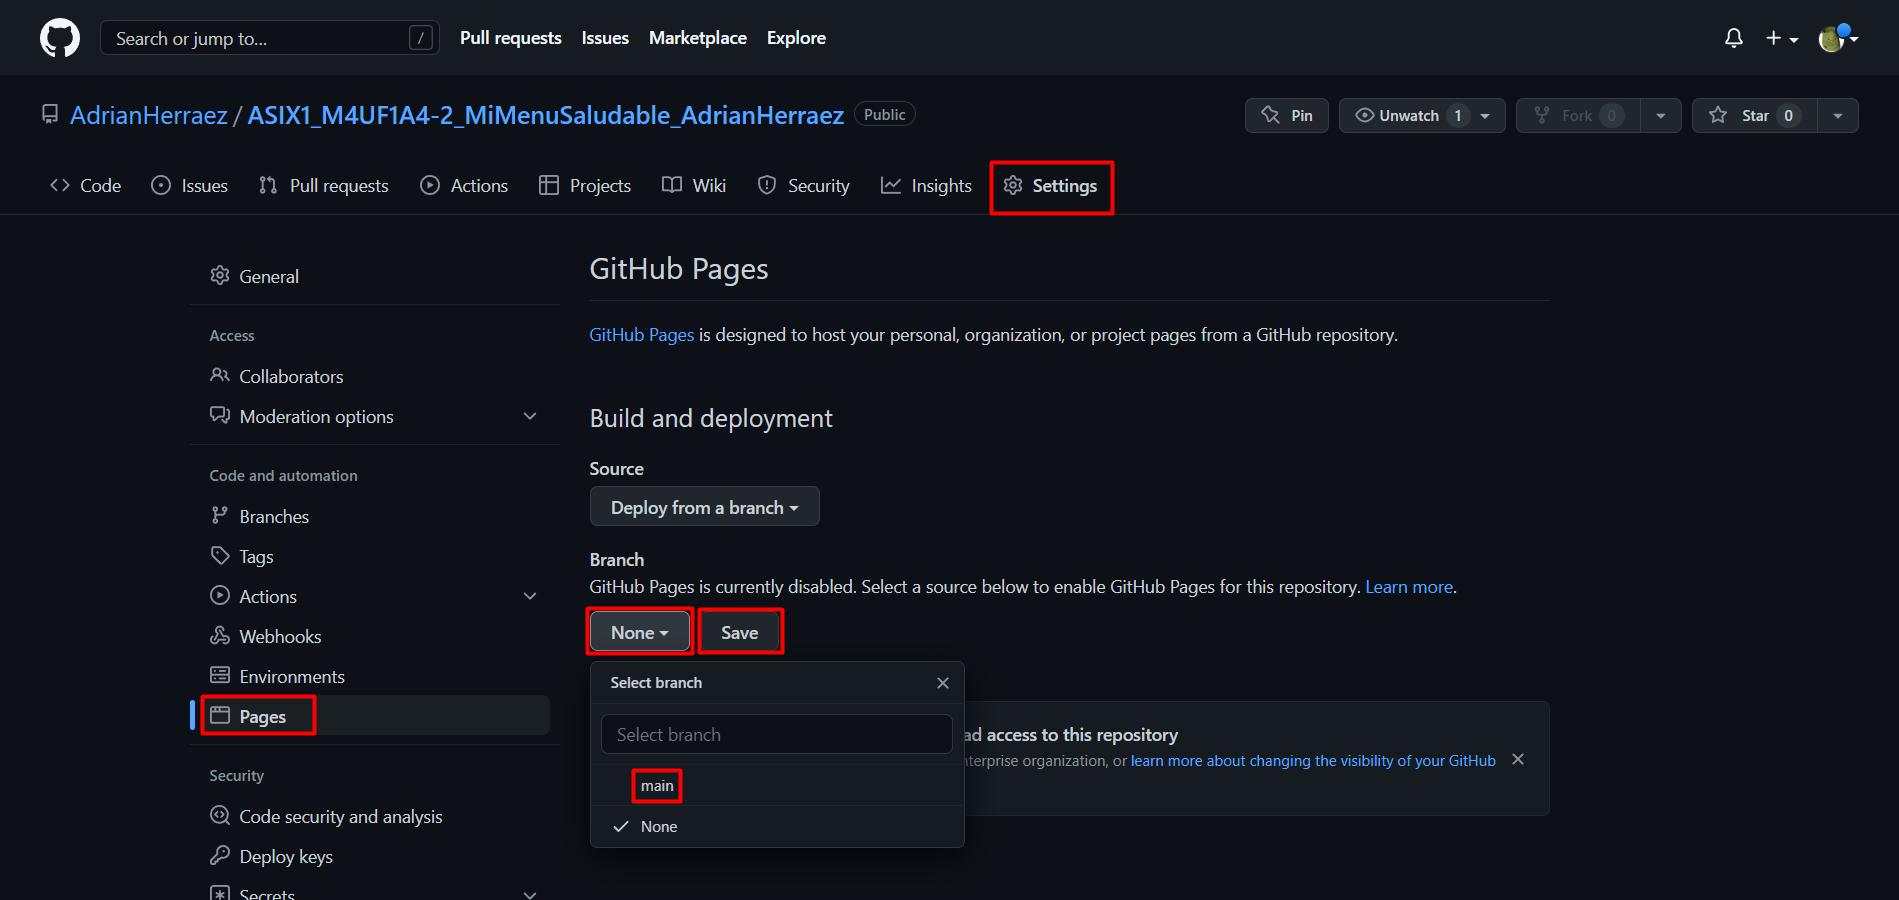 Search or jump to... /
Pull requests Issues Marketplace Explore
AdrianHerraez / ASIX1_M4UF1A4-2_MiMenuSaludable_AdrianHerraez Public
Pin Unwatch 1 Fork 0 Star 0
Code Issues Pull requests Actions Projects Wiki Security Insights Settings
General
Access
Collaborators
Moderation options
Code and automation
Branches
Tags
Actions
Webhooks
Environments
Pages
Security
Code security and analysis
Deploy keys
Secrets
GitHub Pages
GitHub Pages is designed to host your personal, organization, or project pages from a GitHub repository.
Build and deployment
Source
Deploy from a branch
Branch
GitHub Pages is currently disabled. Select a source below to enable GitHub Pages for this repository. Learn more.
None Save
Select branch
Select branch
main
None
ad access to this repository
nterprise organization, or learn more about changing the visibility of your GitHub